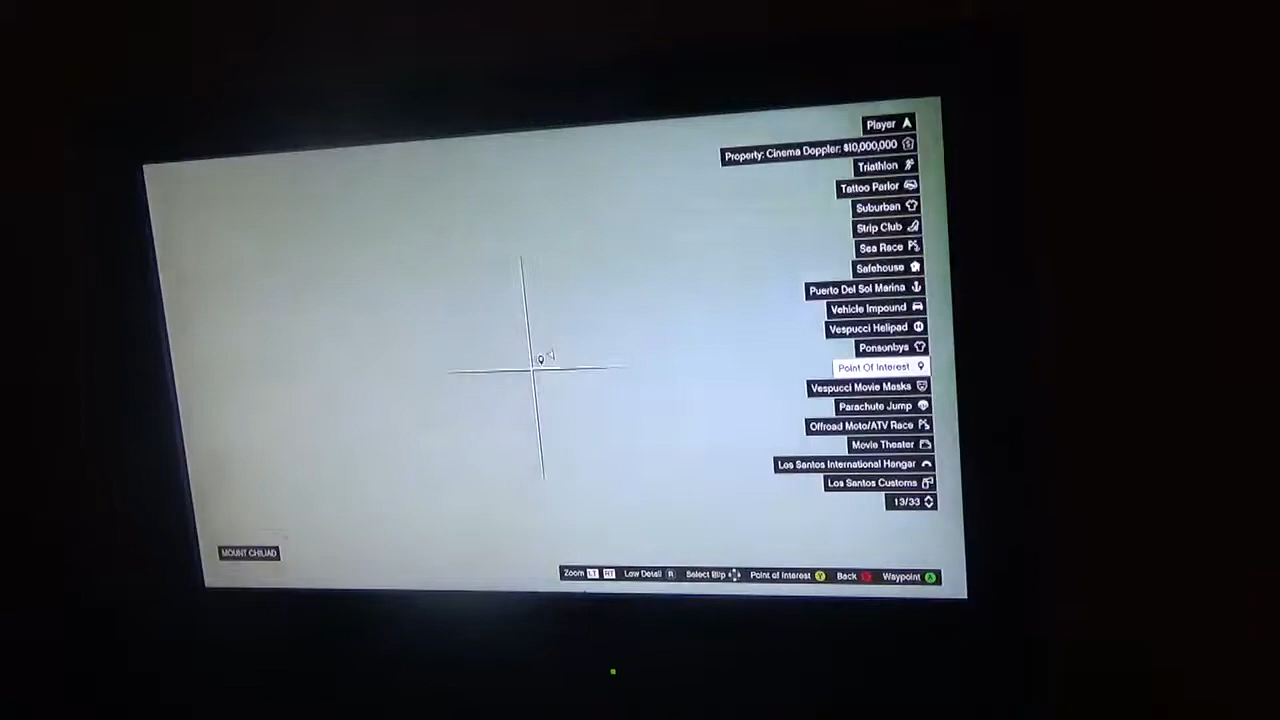 Player
Property: Cinema Doppler: $10,000,000
Triathlon
Tattoo Parlor
Suburban
Strip Club
Sea Race
Safehouse
Puerto Del Sol Marina
Vehicle Impound
Vespucci Helipad
Ponsonbys
Point Of Interest
Vespucci Movie Masks
Parachute Jump
Offroad Moto/ATV Race
Movie Theater
Los Santos International Hangar
Los Santos Customs
13/33
MOUNT CHILIAD
Zoom LT RT Low Detail R Select Blip Point of Interest Y Back B Waypoint A